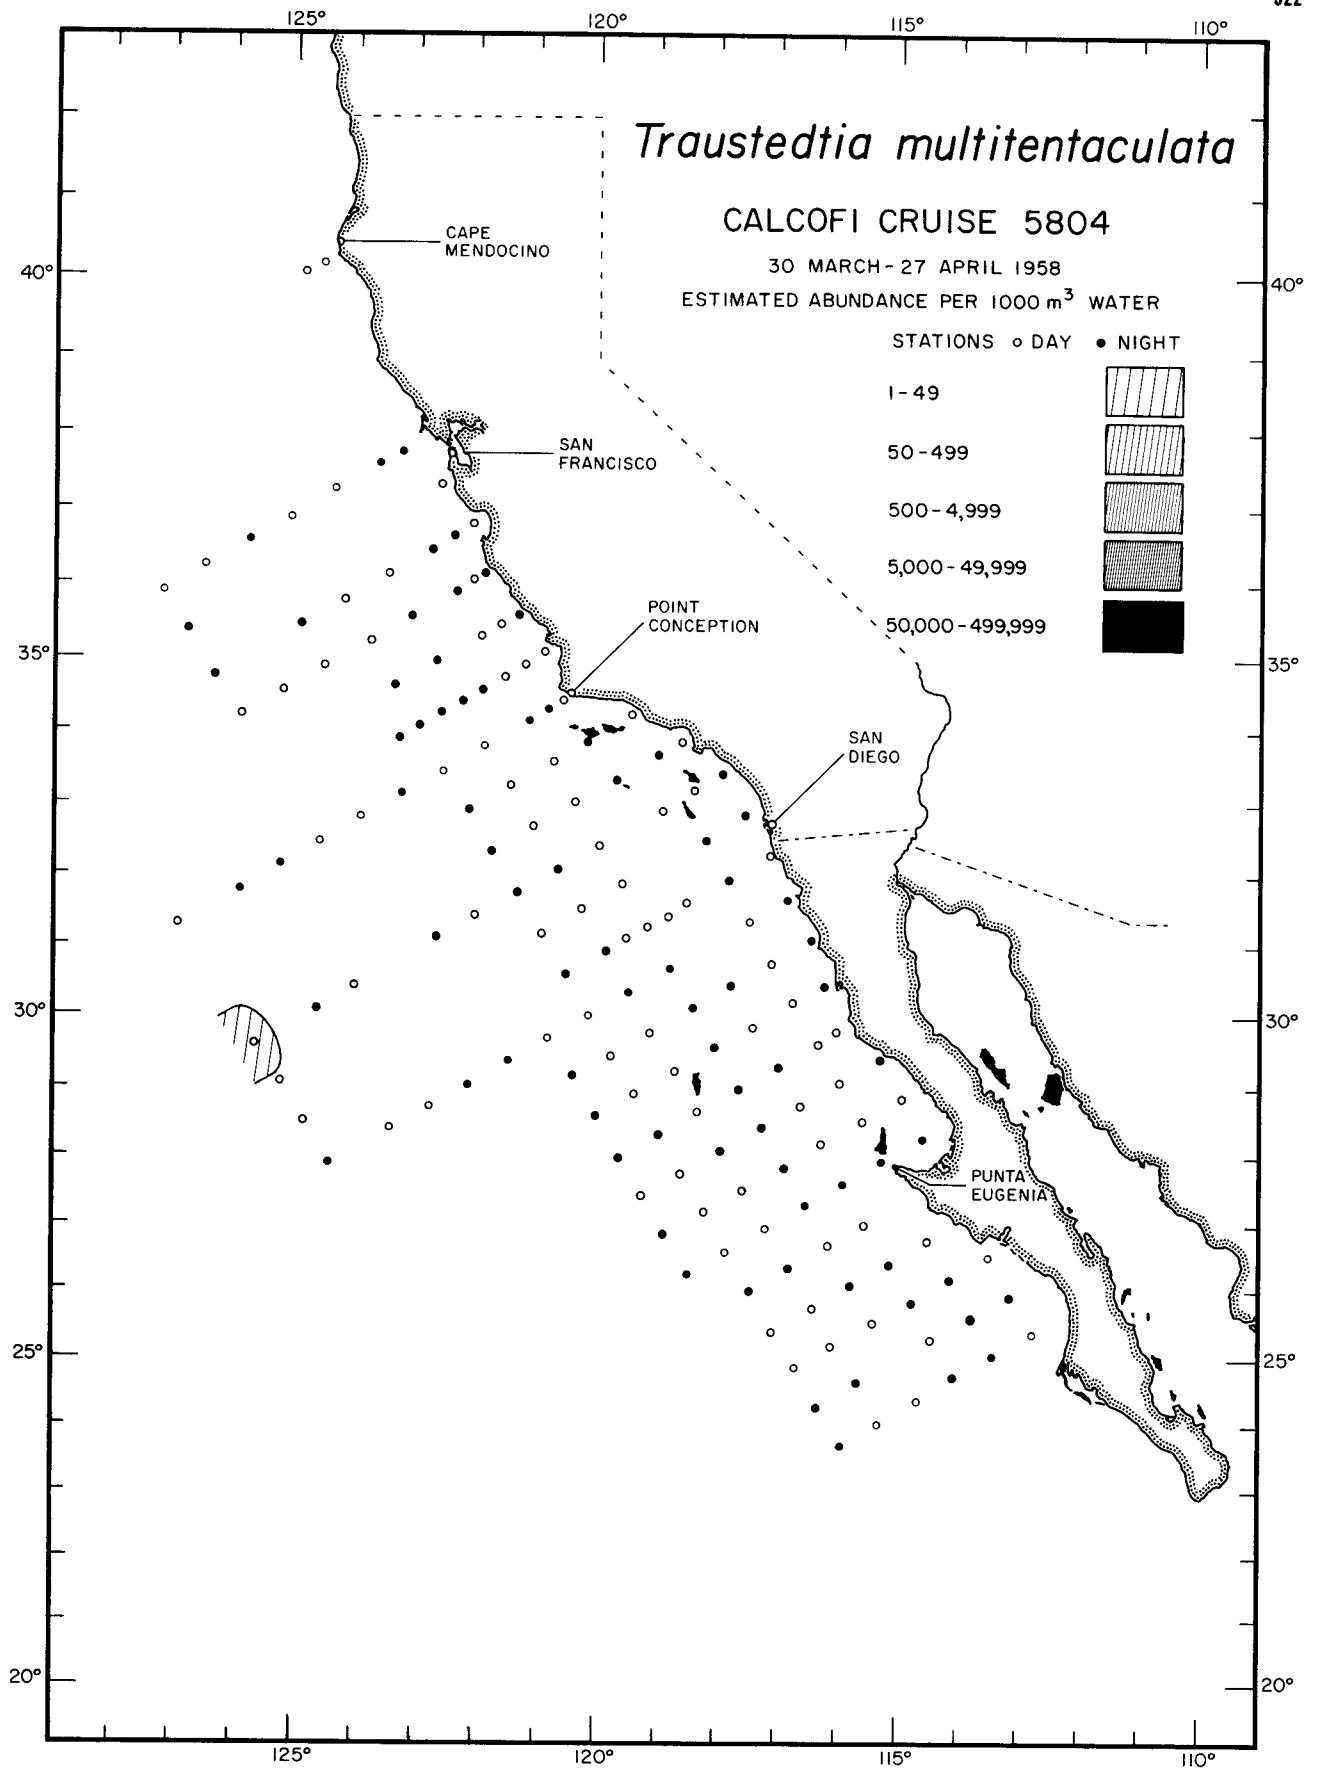 125° 120° 115° 110°
Traustedtia multitentaculata
CALCOFI CRUISE 5804
30 MARCH - 27 APRIL 1958
ESTIMATED ABUNDANCE PER 1000 m³ WATER
STATIONS ○ DAY ● NIGHT
1 - 49
50 - 499
500 - 4,999
5,000 - 49,999
50,000 - 499,999
CAPE
MENDOCINO
40° 40°
SAN
FRANCISCO
POINT
CONCEPTION
35° 35°
SAN
DIEGO
30° 30°
PUNTA
EUGENIA
25° 25°
20° 20°
125° 120° 115° 110°